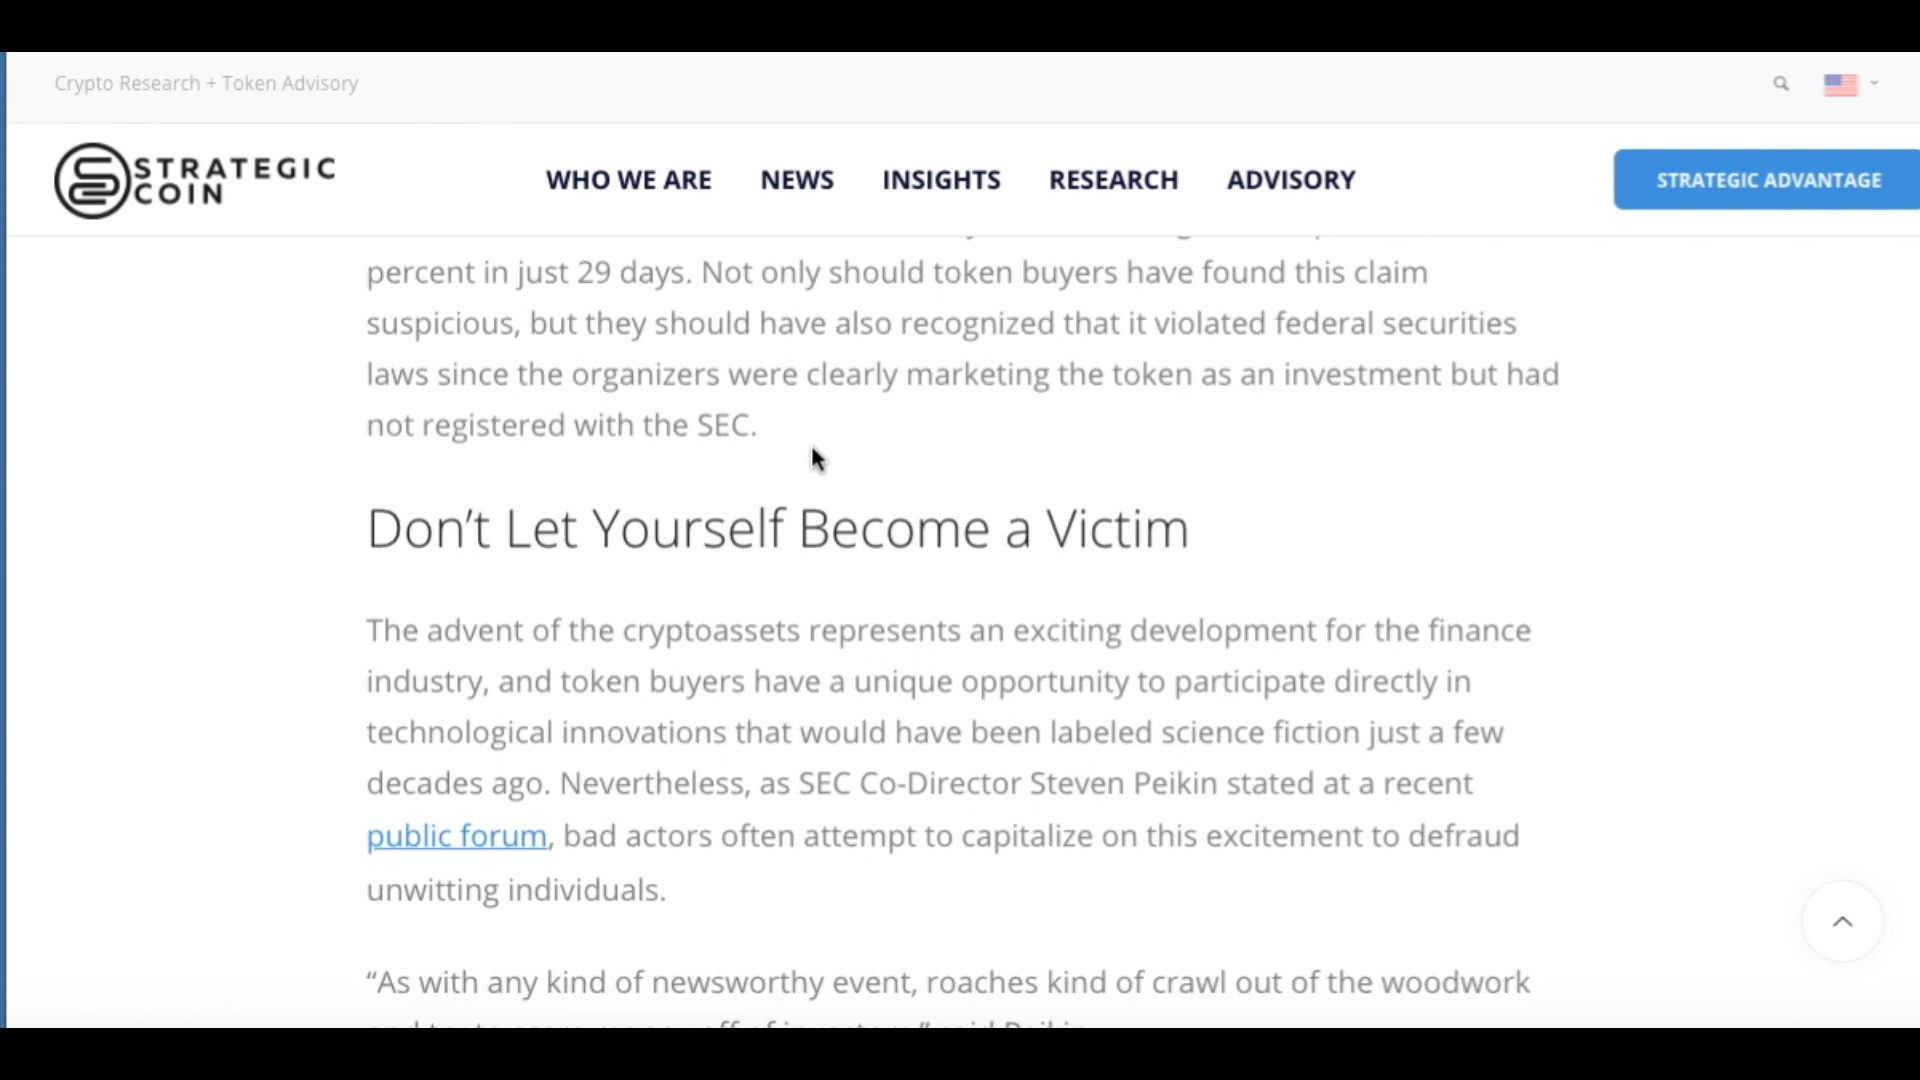 Crypto Research + Token Advisory
STRATEGIC
COIN
WHO WE ARE
NEWS
INSIGHTS
RESEARCH
ADVISORY
STRATEGIC ADVANTAGE
percent in just 29 days. Not only should token buyers have found this claim
suspicious, but they should have also recognized that it violated federal securities
laws since the organizers were clearly marketing the token as an investment but had
not registered with the SEC.
Don’t Let Yourself Become a Victim
The advent of the cryptoassets represents an exciting development for the finance
industry, and token buyers have a unique opportunity to participate directly in
technological innovations that would have been labeled science fiction just a few
decades ago. Nevertheless, as SEC Co-Director Steven Peikin stated at a recent
public forum, bad actors often attempt to capitalize on this excitement to defraud
unwitting individuals.
“As with any kind of newsworthy event, roaches kind of crawl out of the woodwork